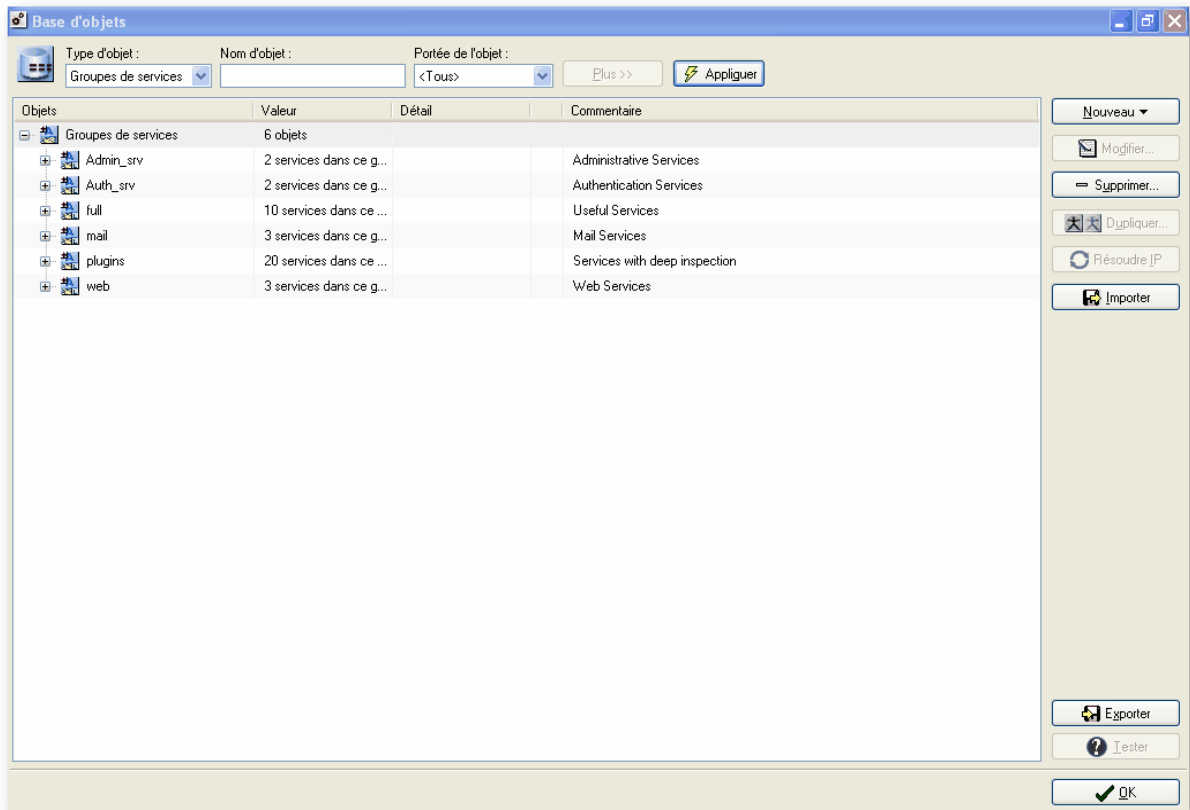 Base d'objets
Type d'objet : Nom d'objet : Portée de l'objet :
Groupes de services <Tous> Plus >> Appliquer
Objets Valeur Détail Commentaire Nouveau
Groupes de services 6 objets
Modifier...
Admin_srv 2 services dans ce g... Administrative Services
Auth_srv 2 services dans ce g... Authentication Services Supprimer...
full 10 services dans ce ... Useful Services
Dupliquer...
mail 3 services dans ce g... Mail Services
plugins 20 services dans ce ... Services with deep inspection Résoudre IP
web 3 services dans ce g... Web Services Importer
Exporter
Tester
OK